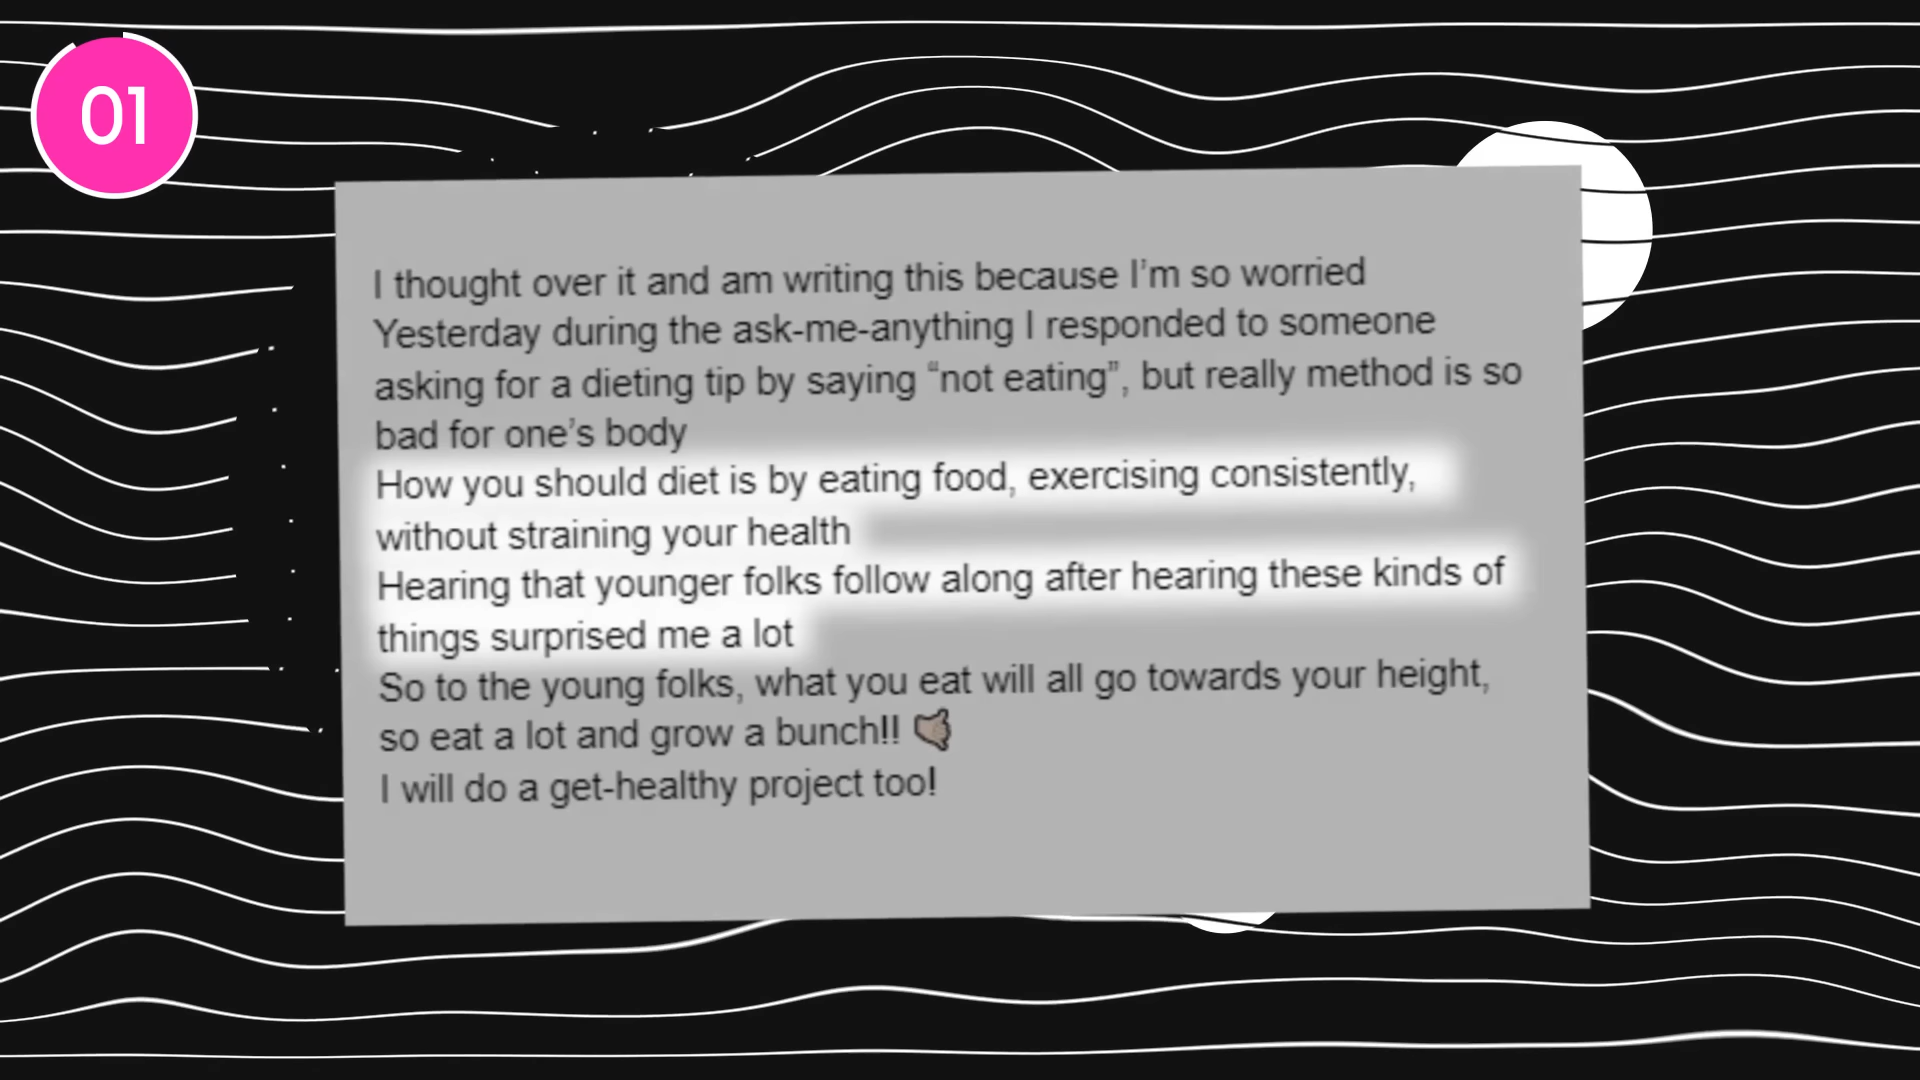 01
I thought over it and am writing this because I'm so worried
Yesterday during the ask-me-anything I responded to someone
asking for a dieting tip by saying “not eating”, but really method is so
bad for one's body
How you should diet is by eating food, exercising consistently,
without straining your health
Hearing that younger folks follow along after hearing these kinds of
things surprised me a lot
So to the young folks, what you eat will all go towards your height,
so eat a lot and grow a bunch!! 🤙🏽
I will do a get-healthy project too!